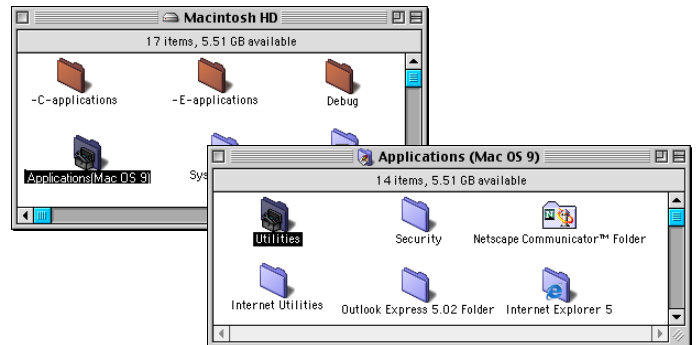 Macintosh HD
17 items, 5.51 GB available
-C-applications
-E-applications
Debug
Applications(Mac OS 9)
Sys
Applications (Mac OS 9)
14 items, 5.51 GB available
Utilities
Security
Netscape Communicator™ Folder
Internet Utilities
Outlook Express 5.02 Folder
Internet Explorer 5